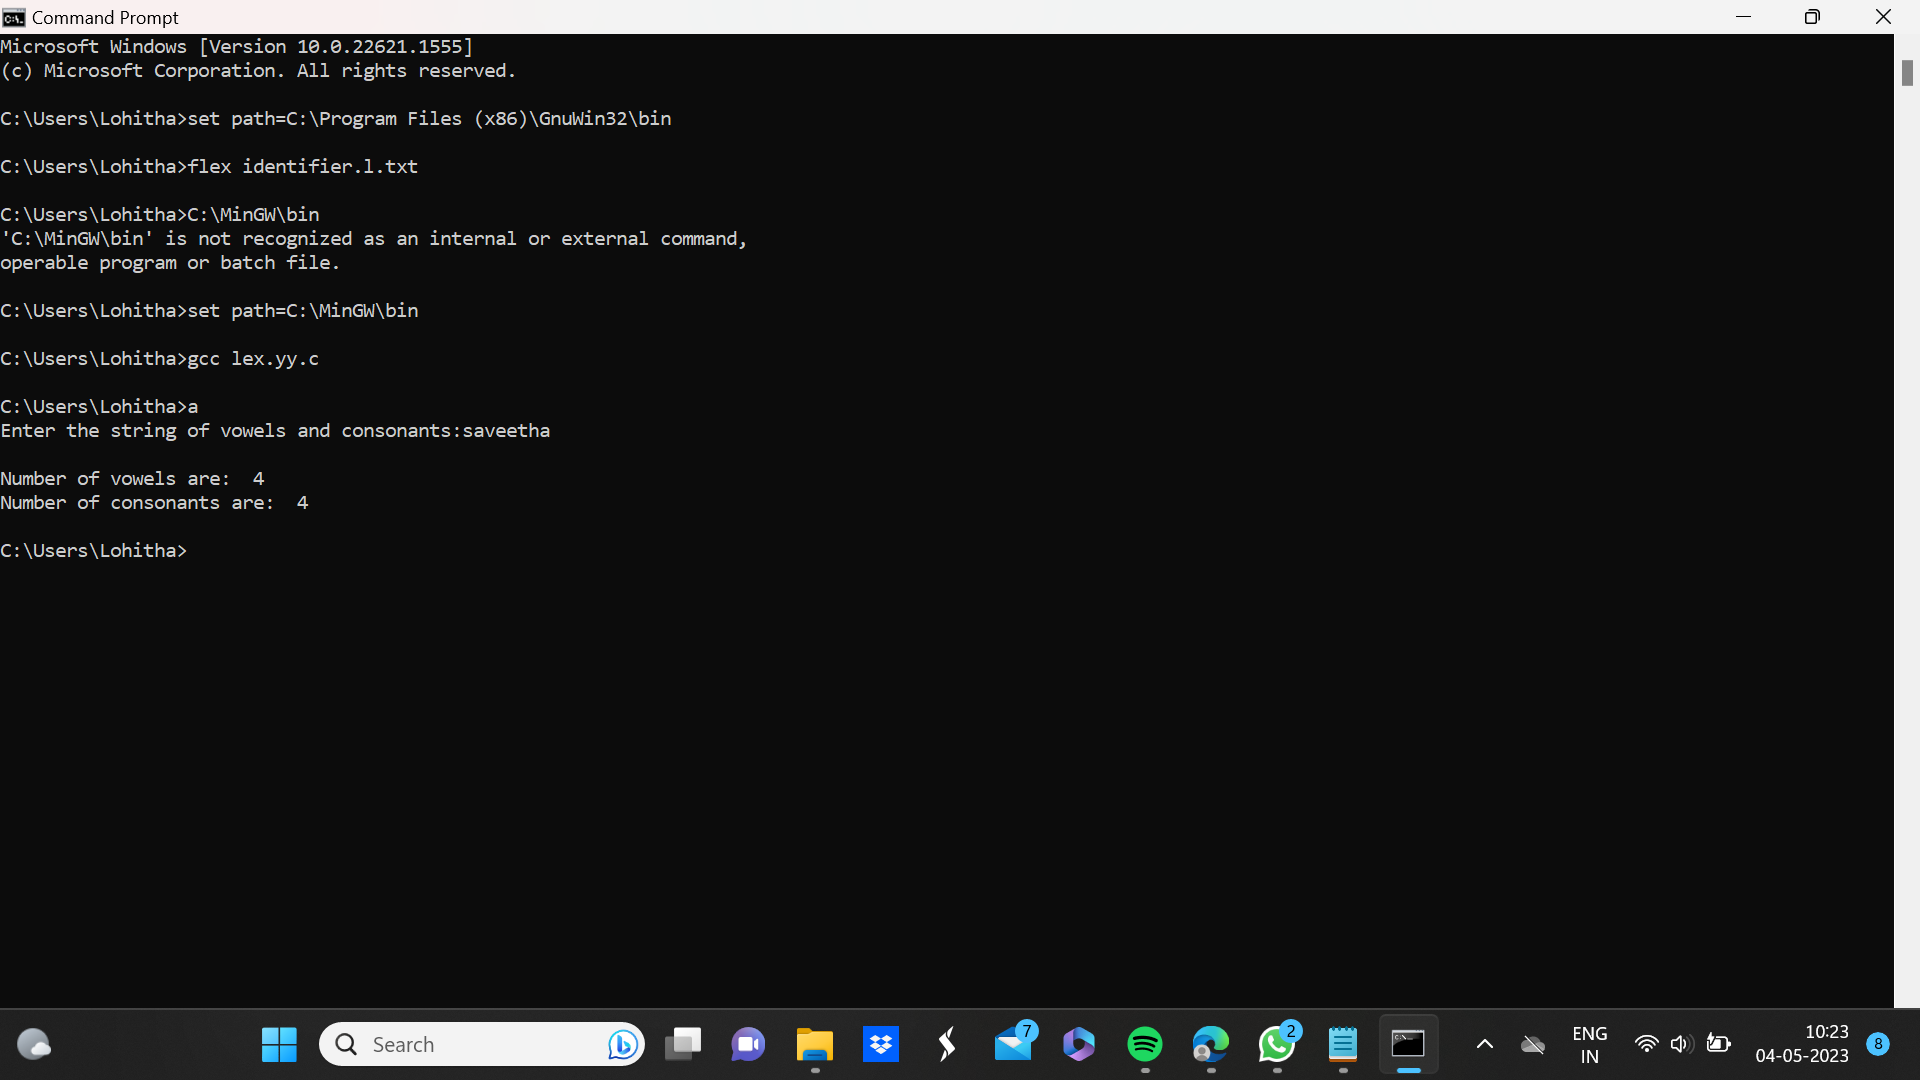 Command Prompt
Microsoft Windows [Version 10.0.22621.1555]
(c) Microsoft Corporation. All rights reserved.
C:\Users\Lohitha>set path=C:\Program Files (x86)\GnuWin32\bin
C:\Users\Lohitha>flex identifier.l.txt
C:\Users\Lohitha>C:\MinGW\bin
'C:\MinGW\bin' is not recognized as an internal or external command,
operable program or batch file.
C:\Users\Lohitha>set path=C:\MinGW\bin
C:\Users\Lohitha>gcc lex.yy.c
C:\Users\Lohitha>a
Enter the string of vowels and consonants:saveetha
Number of vowels are:  4
Number of consonants are:  4
C:\Users\Lohitha>
Search
7
2
ENG
IN
10:23
04-05-2023
8